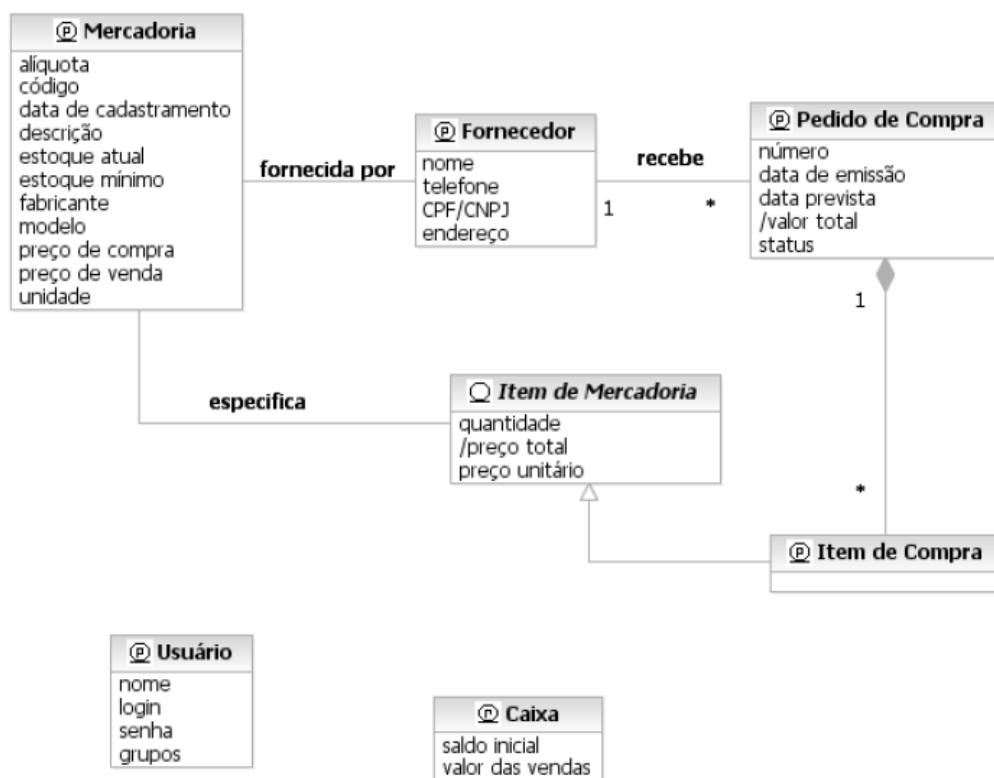 Mercadoria
alíquota
código
data de cadastramento
descrição
estoque atual
estoque mínimo
fabricante
modelo
preço de compra
preço de venda
unidade
fornecida por
Fornecedor
nome
telefone
CPF/CNPJ
endereço
recebe
1
*
Pedido de Compra
número
data de emissão
data prevista
/valor total
status
1
*
especifica
Item de Mercadoria
quantidade
/preço total
preço unitário
Item de Compra
Usuário
nome
login
senha
grupos
Caixa
saldo inicial
valor das vendas